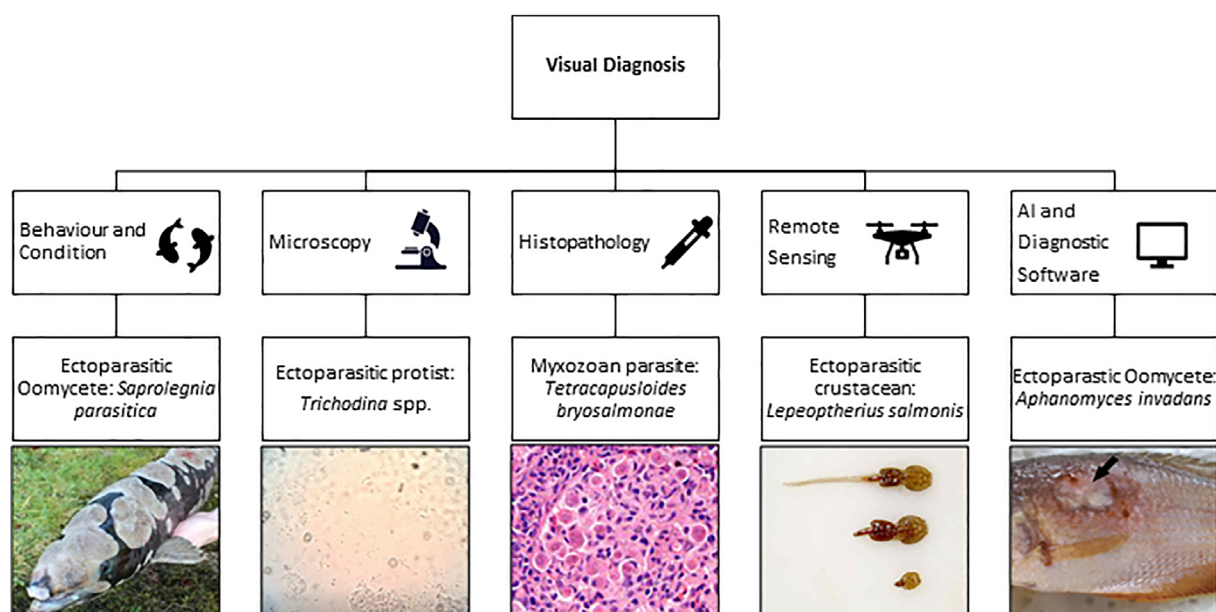 Visual Diagnosis
Behaviour and
Condition
Microscopy
Histopathology
Remote
Sensing
AI and
Diagnostic
Software
Ectoparasitic
Oomycete: Saprolegnia
parasitica
Ectoparasitic protist:
Trichodina spp.
Myxozoan parasite:
Tetracapusloides
bryosalmonae
Ectoparasitic
crustacean:
Lepeoptherius salmonis
Ectoparastic Oomycete:
Aphanomyces invadans